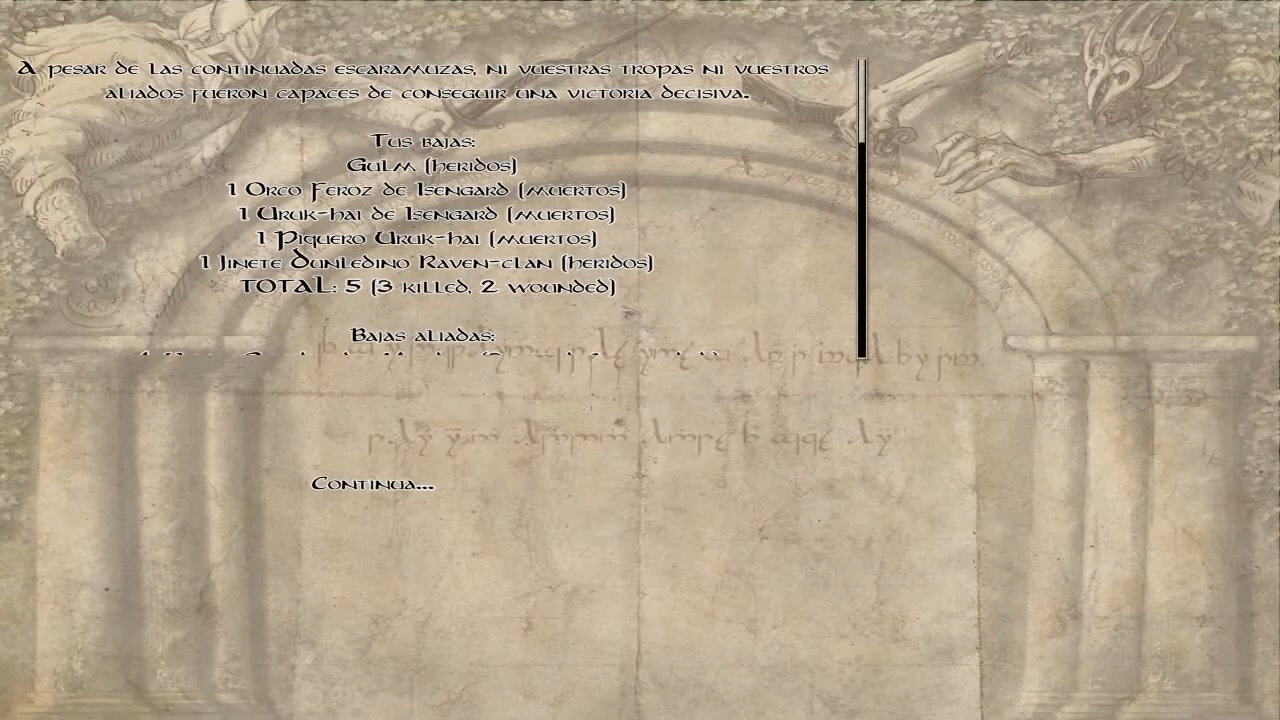 A pesar de las continuadas escaramuzas, ni vuestras tropas ni vuestros
aliados fueron capaces de conseguir una victoria decisiva.
Tus bajas:
Gulm (heridos)
1 Orco Feroz de Isengard (muertos)
1 Uruk-hai de Isengard (muertos)
1 Piquero Uruk-hai (muertos)
1 Jinete Dunledino Raven-clan (heridos)
TOTAL: 5 (3 killed, 2 wounded)
Bajas aliadas:
Continua...